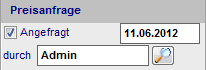 Preisanfrage
Angefragt 11.06.2012
durch Admin